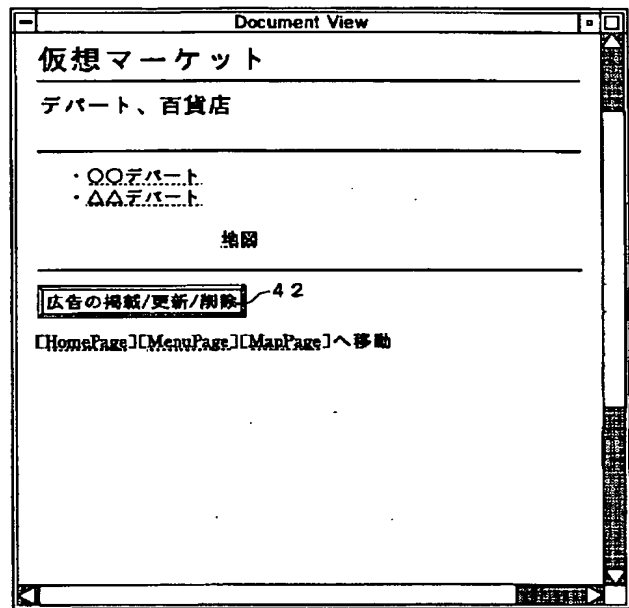 Document View
仮想マーケット
デパート、百貨店
・○○デパート
・△△デパート
地図
広告の掲載/更新/削除
42
[HomePage][MenuPage][MapPage]へ移動